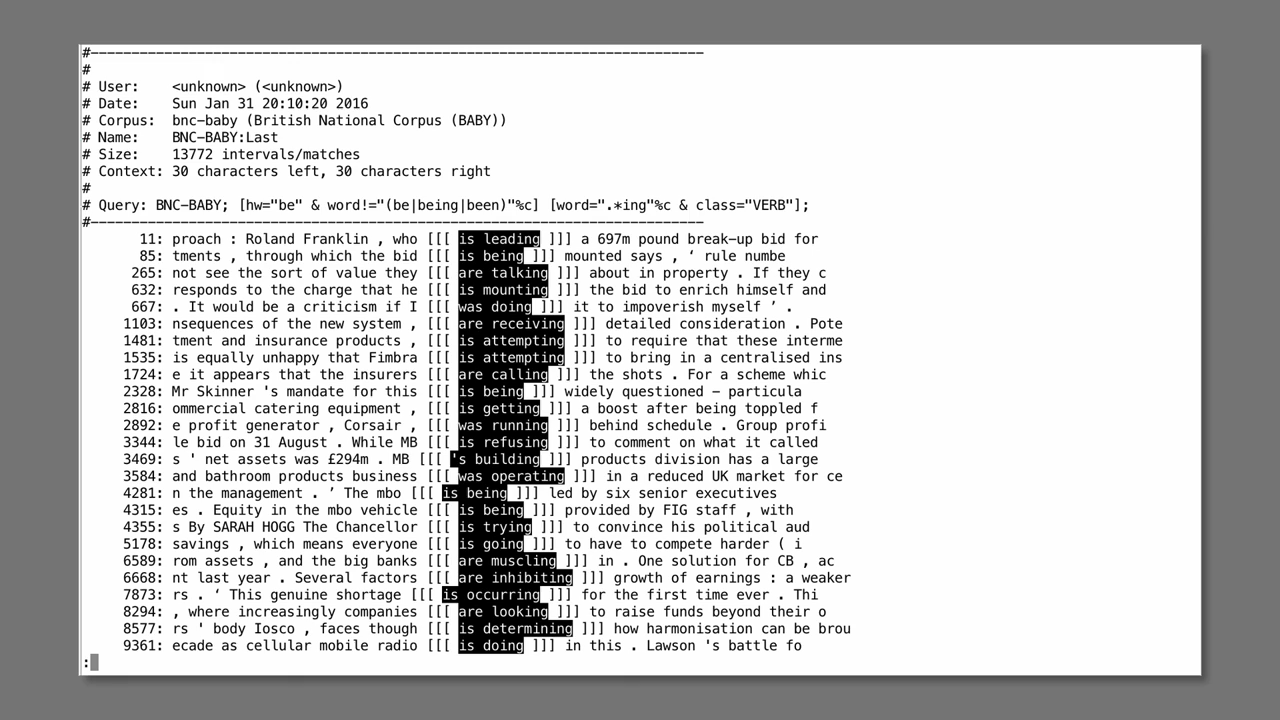 #---------------------------------------------------------------------------
#
# User:    <unknown> (<unknown>)
# Date:    Sun Jan 31 20:10:20 2016
# Corpus:  bnc-baby (British National Corpus (BABY))
# Name:    BNC-BABY:Last
# Size:    13772 intervals/matches
# Context: 30 characters left, 30 characters right
#
# Query: BNC-BABY; [hw="be" & word!="(be|being|been)"%c] [word=".*ing"%c & class="VERB"];
#---------------------------------------------------------------------------
11: proach : Roland Franklin , who [[[ is leading ]]] a 697m pound break-up bid for
85: tments , through which the bid [[[ is being ]]] mounted says , ‘ rule numbe
265: not see the sort of value they [[[ are talking ]]] about in property . If they c
632: responds to the charge that he [[[ is mounting ]]] the bid to enrich himself and
667: . It would be a criticism if I [[[ was doing ]]] it to impoverish myself ’ .
1103: nsequences of the new system , [[[ are receiving ]]] detailed consideration . Pote
1481: tment and insurance products , [[[ is attempting ]]] to require that these interme
1535: is equally unhappy that Fimbra [[[ is attempting ]]] to bring in a centralised ins
1724: e it appears that the insurers [[[ are calling ]]] the shots . For a scheme whic
2328: Mr Skinner 's mandate for this [[[ is being ]]] widely questioned – particula
2816: ommercial catering equipment , [[[ is getting ]]] a boost after being toppled f
2892: e profit generator , Corsair , [[[ was running ]]] behind schedule . Group profi
3344: le bid on 31 August . While MB [[[ is refusing ]]] to comment on what it called
3469: s ' net assets was £294m . MB [[[ 's building ]]] products division has a large
3584: and bathroom products business [[[ was operating ]]] in a reduced UK market for ce
4281: n the management . ’ The mbo [[[ is being ]]] led by six senior executives
4315: es . Equity in the mbo vehicle [[[ is being ]]] provided by FIG staff , with
4355: s By SARAH HOGG The Chancellor [[[ is trying ]]] to convince his political aud
5178: savings , which means everyone [[[ is going ]]] to have to compete harder ( i
6589: rom assets , and the big banks [[[ are muscling ]]] in . One solution for CB , ac
6668: nt last year . Several factors [[[ are inhibiting ]]] growth of earnings : a weaker
7873: rs . ‘ This genuine shortage [[[ is occurring ]]] for the first time ever . Thi
8294: , where increasingly companies [[[ are looking ]]] to raise funds beyond their o
8577: rs ' body Iosco , faces though [[[ is determining ]]] how harmonisation can be brou
9361: ecade as cellular mobile radio [[[ is doing ]]] in this . Lawson 's battle fo
: